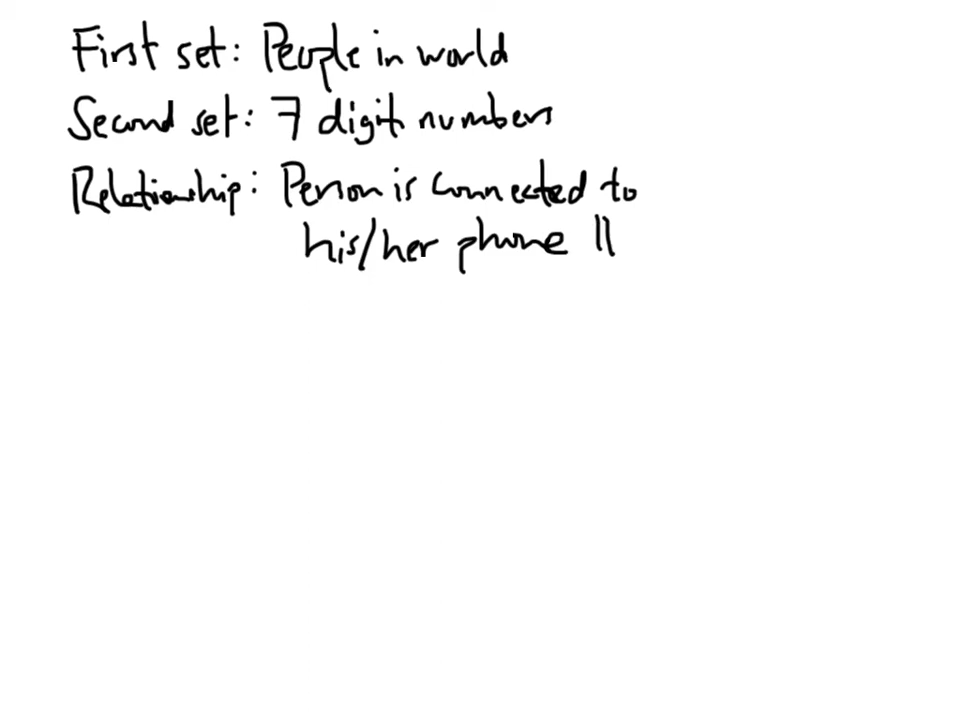 First set: People in world
Second set: 7 digit numbers
Relationship: Person is connected to
his/her phone ||